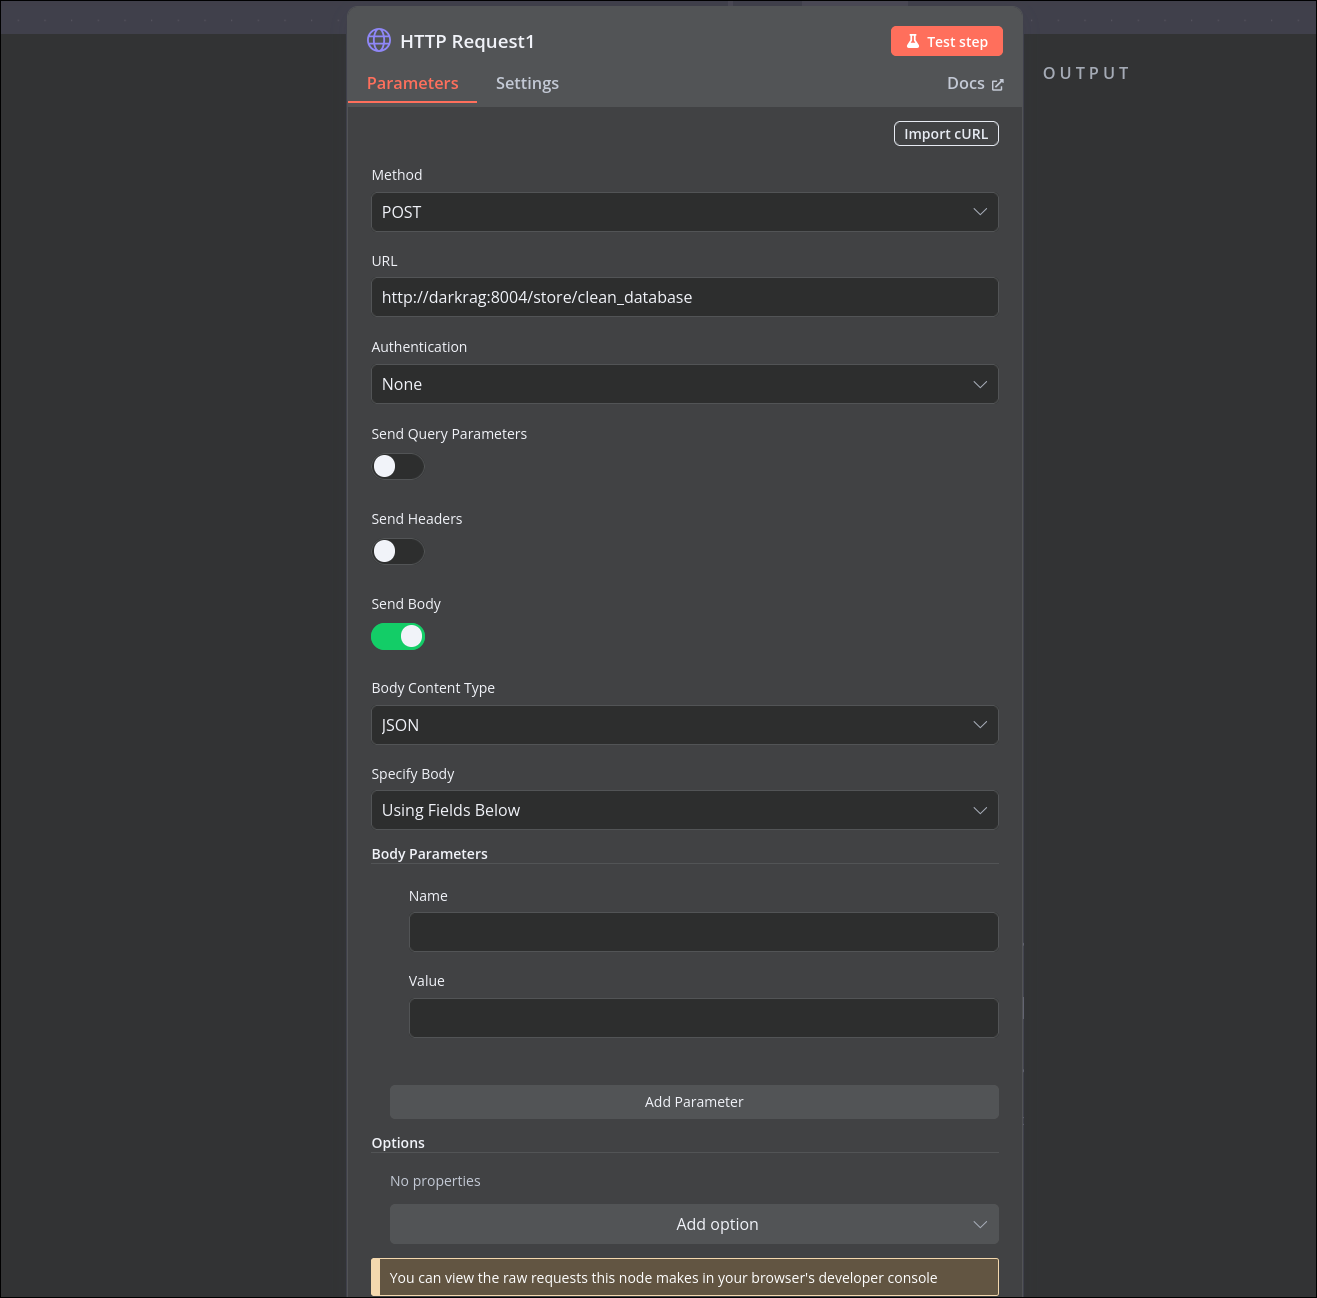 HTTP Request1
Test step
Parameters
Settings
Docs
OUTPUT
Import cURL
Method
POST
URL
http://darkrag:8004/store/clean_database
Authentication
None
Send Query Parameters
Send Headers
Send Body
Body Content Type
JSON
Specify Body
Using Fields Below
Body Parameters
Name
Value
Add Parameter
Options
No properties
Add option
You can view the raw requests this node makes in your browser's developer console